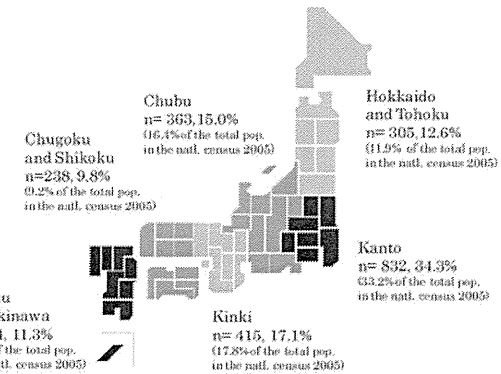 Chubu
n= 363,15.0%
(16.4% of the total pop.
in the natl. census 2005)
Hokkaido
and Tohoku
n= 305,12.6%
(11.9% of the total pop.
in the natl. census 2005)
Chugoku
and Shikoku
n=238, 9.8%
(9.2% of the total pop.
in the natl. census 2005)
Kanto
n= 832, 34.3%
(33.2% of the total pop.
in the natl. census 2005)
Kinki
n= 415, 17.1%
(17.8% of the total pop.
in the natl. census 2005)
11.3%
the total pop.
census 2005)